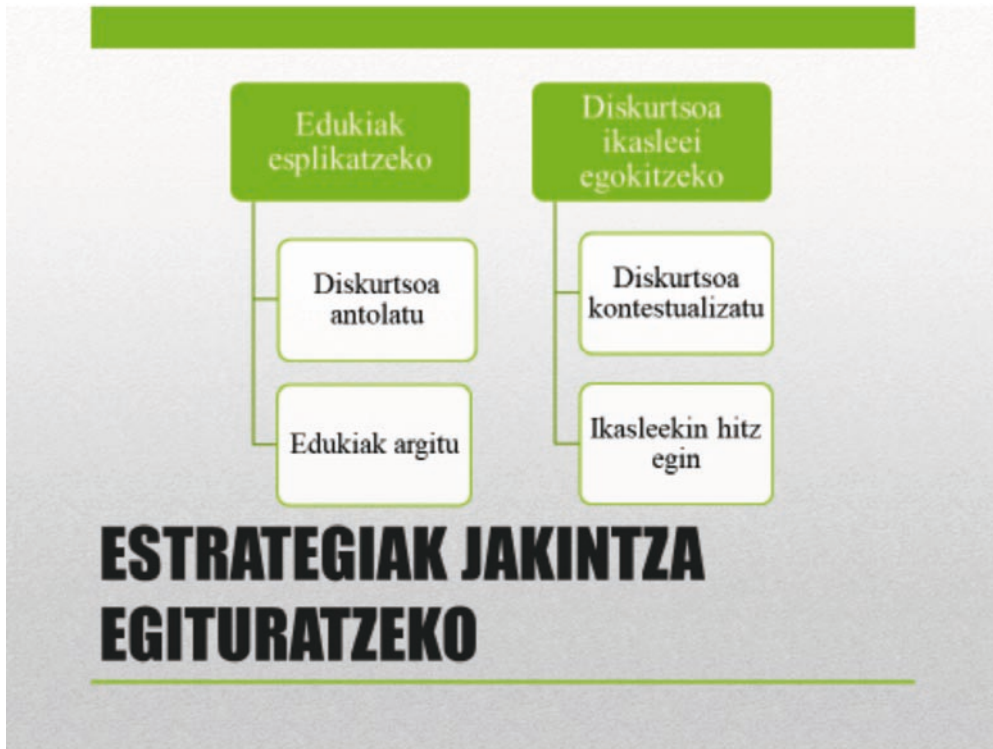 Edukiak
esplikatzeko
Diskurtsoa
antolatu
Edukiak argitu
Diskurtsoa
ikasleei
egokitzeko
Diskurtsoa
kontestualizatu
Ikasleekin hitz
egin
ESTRATEGIAK JAKINTZA
EGITURATZEKO